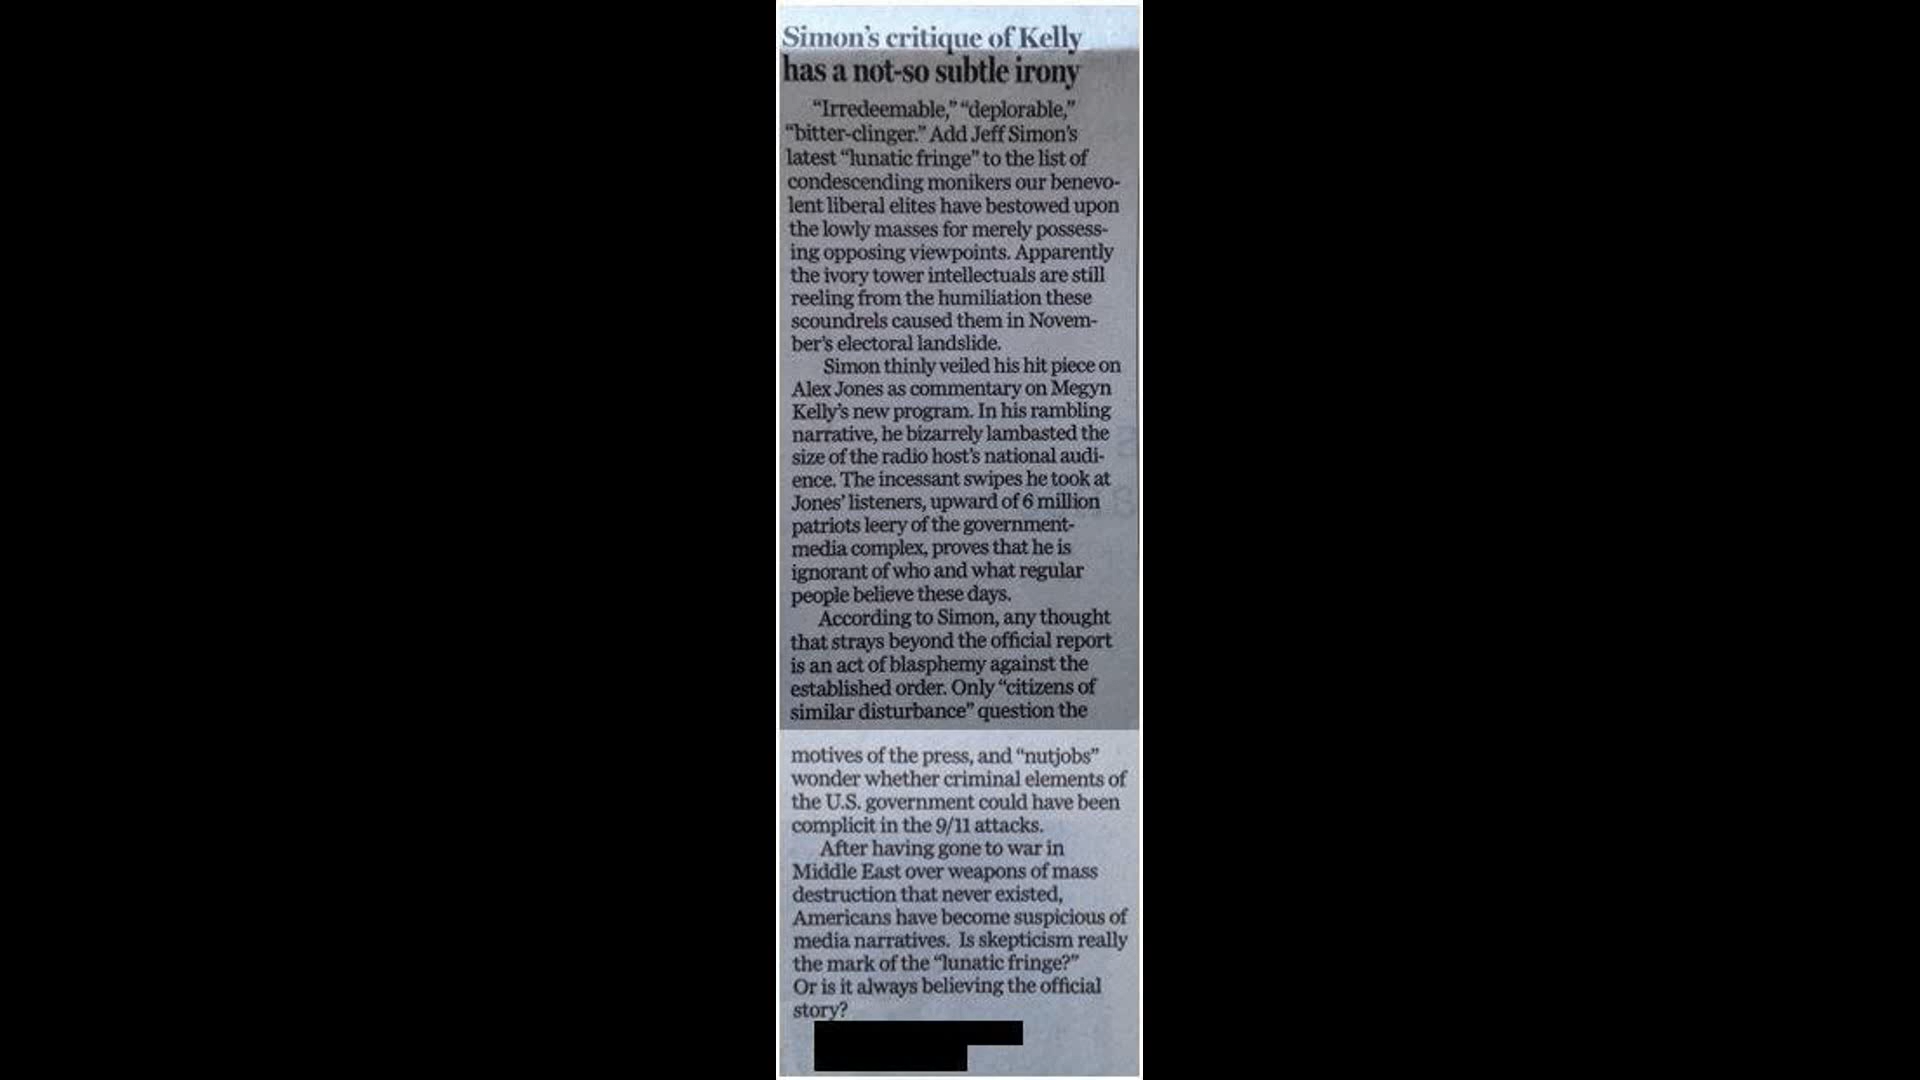 Simon's critique of Kelly
has a not-so subtle irony
“Irredeemable,” “deplorable,”
“bitter-clinger.” Add Jeff Simon's
latest “lunatic fringe” to the list of
condescending monikers our benevo-
lent liberal elites have bestowed upon
the lowly masses for merely possess-
ing opposing viewpoints. Apparently
the ivory tower intellectuals are still
reeling from the humiliation these
scoundrels caused them in Novem-
ber's electoral landslide.
Simon thinly veiled his hit piece on
Alex Jones as commentary on Megyn
Kelly's new program. In his rambling
narrative, he bizarrely lambasted the
size of the radio host's national audi-
ence. The incessant swipes he took at
Jones' listeners, upward of 6 million
patriots leery of the government-
media complex, proves that he is
ignorant of who and what regular
people believe these days.
According to Simon, any thought
that strays beyond the official report
is an act of blasphemy against the
established order. Only “citizens of
similar disturbance” question the
motives of the press, and “nutjobs”
wonder whether criminal elements of
the U.S. government could have been
complicit in the 9/11 attacks.
After having gone to war in
Middle East over weapons of mass
destruction that never existed,
Americans have become suspicious of
media narratives. Is skepticism really
the mark of the “lunatic fringe?”
Or is it always believing the official
story?